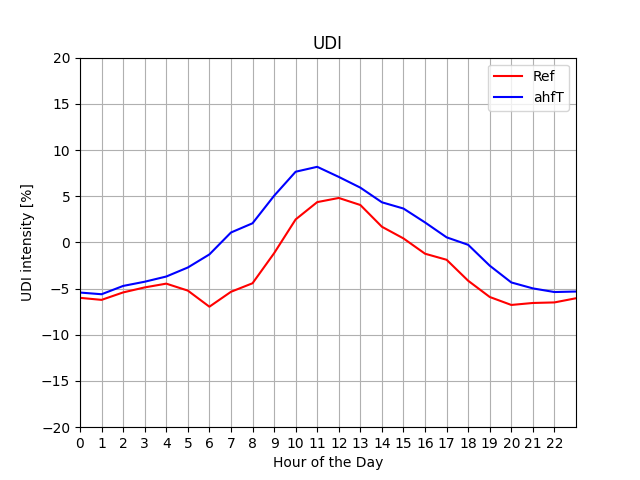 UDI
Ref
ahfT
UDI intensity [%]
20
15
10
5
0
−5
−10
−15
−20
0 1 2 3 4 5 6 7 8 9 10 11 12 13 14 15 16 17 18 19 20 21 22
Hour of the Day